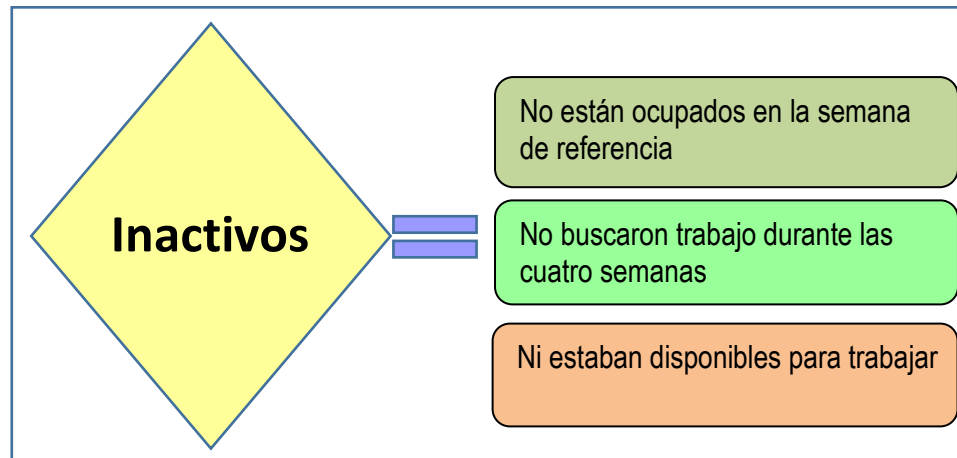 Inactivos
No están ocupados en la semana
de referencia
No buscaron trabajo durante las
cuatro semanas
Ni estaban disponibles para trabajar